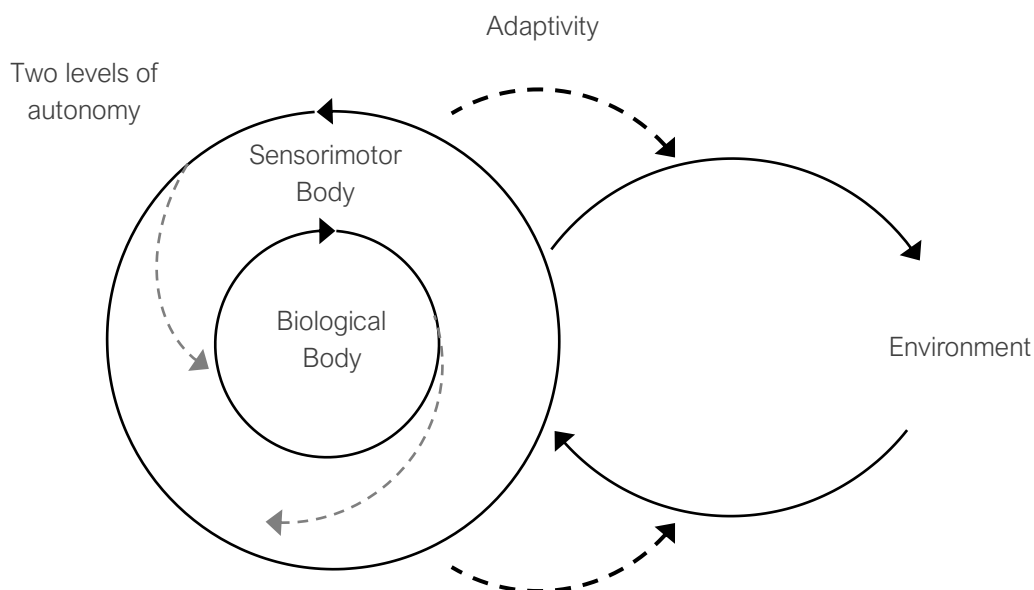 Adaptivity
Two levels of
autonomy
Sensorimotor
Body
Biological
Body
Environment